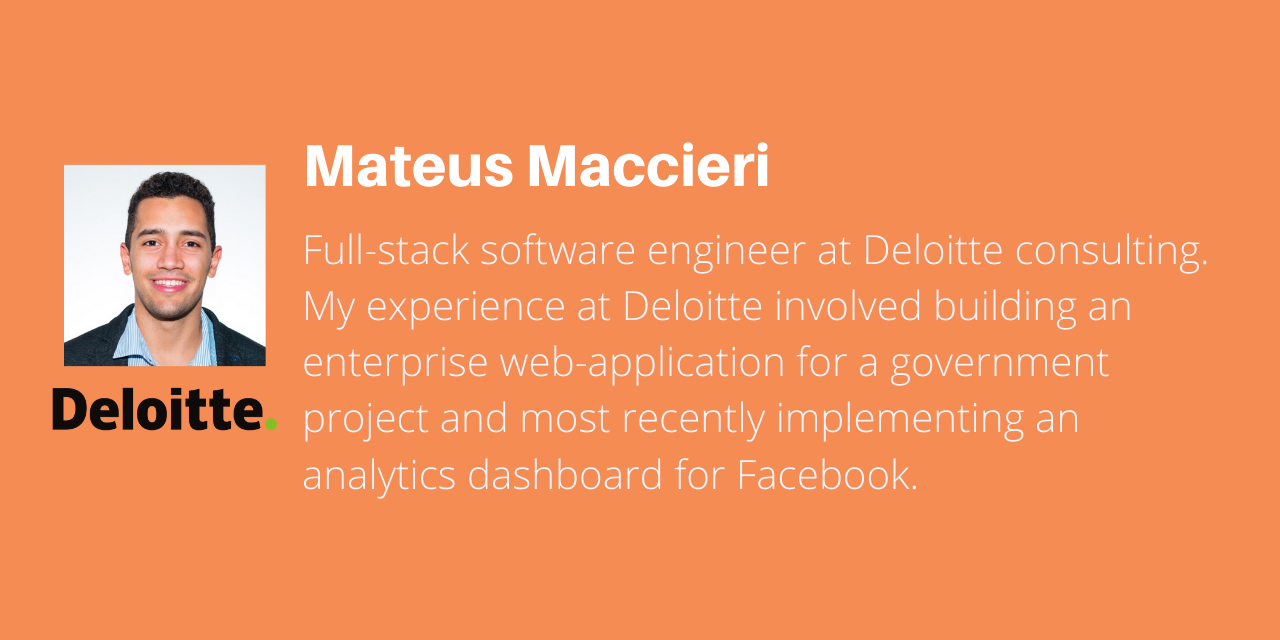 Mateus Maccieri
Full-stack software engineer at Deloitte consulting.
My experience at Deloitte involved building an
enterprise web-application for a government
project and most recently implementing an
analytics dashboard for Facebook.
Deloitte.